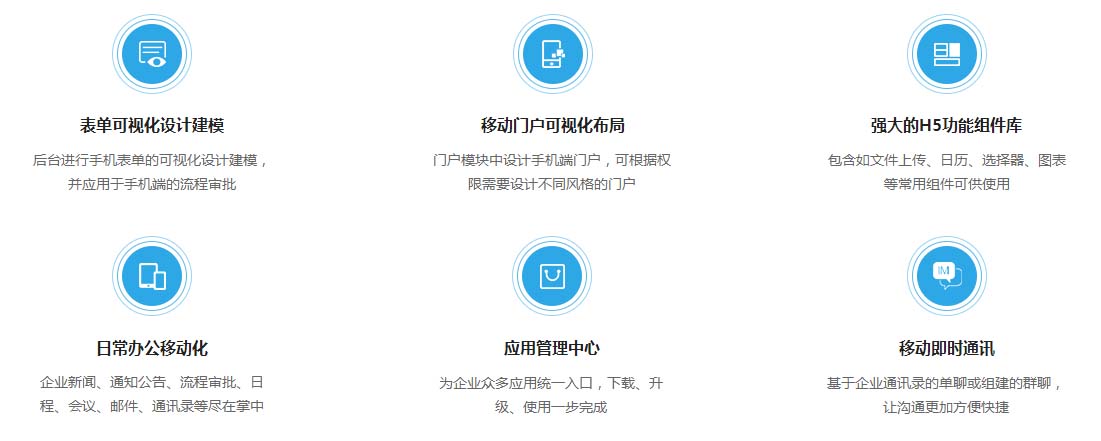 表单可视化设计建模
后台进行手机表单的可视化设计建模，
并应用于手机端的流程审批
移动门户可视化布局
门户模块中设计手机端门户，可根据权
限需要设计不同风格的门户
强大的H5功能组件库
包含如文件上传、日历、选择器、图表
等常用组件可供使用
日常办公移动化
企业新闻、通知公告、流程审批、日
程、会议、邮件、通讯录等尽在掌中
应用管理中心
为企业众多应用统一入口，下载、升
级、使用一步完成
IM
移动即时通讯
基于企业通讯录的单聊或组建的群聊，
让沟通更加方便快捷